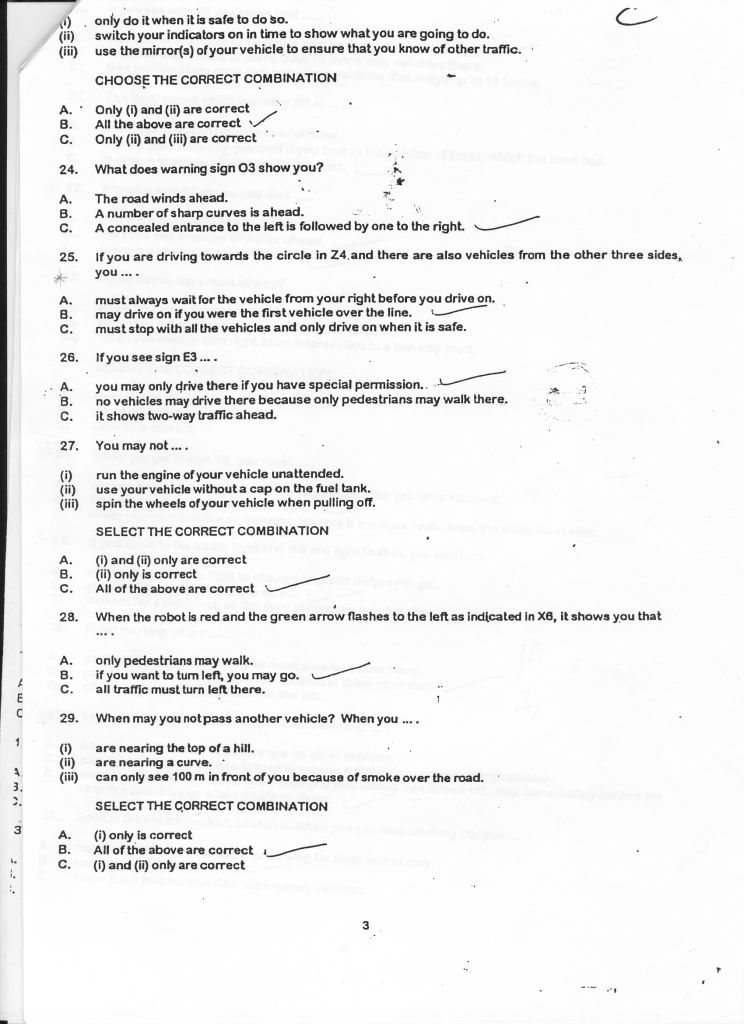 (i) only do it when it is safe to do so.
(ii) switch your indicators on in time to show what you are going to do.
(iii) use the mirror(s) of your vehicle to ensure that you know of other traffic.
CHOOSE THE CORRECT COMBINATION
A. Only (i) and (ii) are correct
B. All the above are correct
C. Only (ii) and (iii) are correct
24. What does warning sign O3 show you?
A. The road winds ahead.
B. A number of sharp curves is ahead.
C. A concealed entrance to the left is followed by one to the right.
25. If you are driving towards the circle in Z4 and there are also vehicles from the other three sides,
you ....
A. must always wait for the vehicle from your right before you drive on.
B. may drive on if you were the first vehicle over the line.
C. must stop with all the vehicles and only drive on when it is safe.
26. If you see sign E3 ....
A. you may only drive there if you have special permission.
B. no vehicles may drive there because only pedestrians may walk there.
C. it shows two-way traffic ahead.
27. You may not ....
(i) run the engine of your vehicle unattended.
(ii) use your vehicle without a cap on the fuel tank.
(iii) spin the wheels of your vehicle when pulling off.
SELECT THE CORRECT COMBINATION
A. (i) and (ii) only are correct
B. (ii) only is correct
C. All of the above are correct
28. When the robot is red and the green arrow flashes to the left as indicated in X6, it shows you that
....
A. only pedestrians may walk.
B. if you want to turn left, you may go.
C. all traffic must turn left there.
29. When may you not pass another vehicle? When you ....
(i) are nearing the top of a hill.
(ii) are nearing a curve.
(iii) can only see 100 m in front of you because of smoke over the road.
SELECT THE CORRECT COMBINATION
A. (i) only is correct
B. All of the above are correct
C. (i) and (ii) only are correct
3